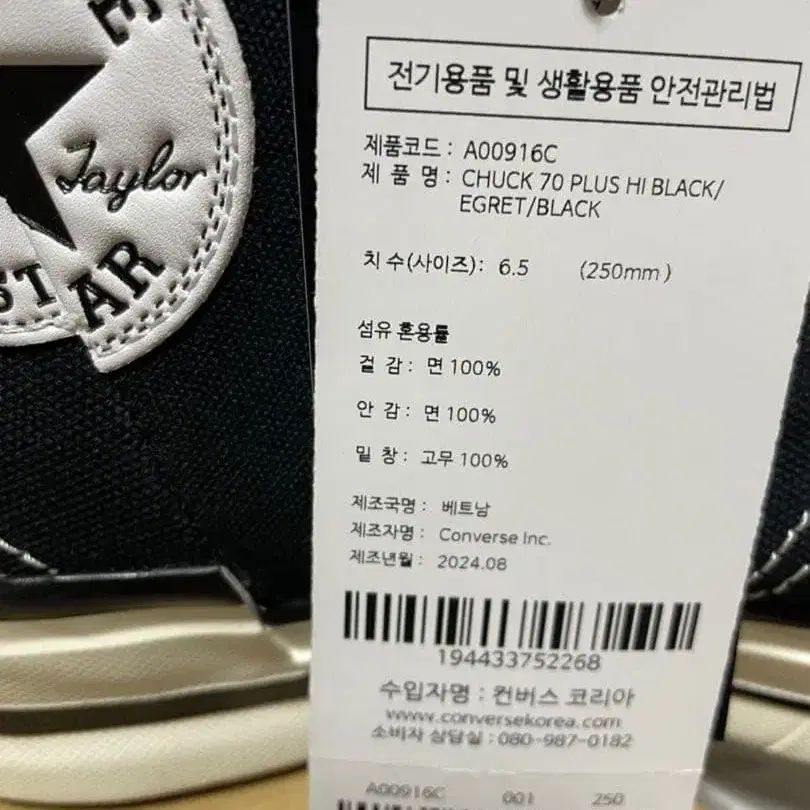 E
Taylor
ST
AR
전기용품 및 생활용품 안전관리법
제품코드 : A00916C
제 품 명 : CHUCK 70 PLUS HI BLACK/
EGRET/BLACK
치수(사이즈): 6.5 (250mm)
섬유 혼용률
겉 감 : 면 100%
안 감 : 면 100%
밑 창 : 고무 100%
제조국명 : 베트남
제조자명 : Converse Inc.
제조년월 : 2024.08
194433752268
수입자명 : 컨버스 코리아
www.conversekorea.com
소비자 상담실 : 080-987-0182
A00916C 001 250